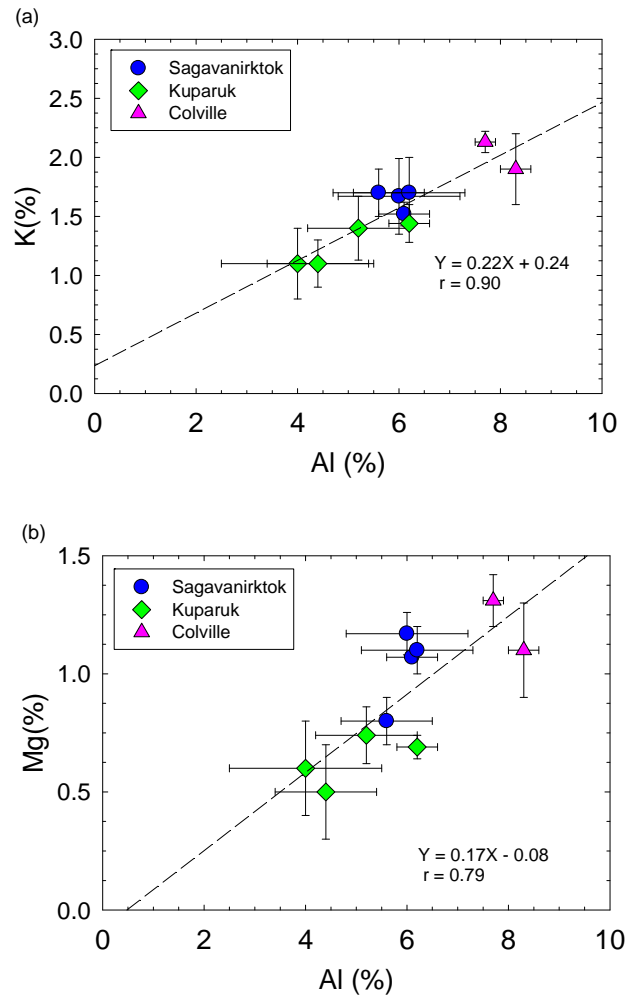 (a)
3.0
2.5
2.0
1.5
1.0
0.5
0.0
K(%)
Sagavanirktok
Kuparuk
Colville
Y = 0.22X + 0.24
r = 0.90
0 2 4 6 8 10
Al (%)
(b)
1.5
1.0
0.5
0.0
Mg(%)
Sagavanirktok
Kuparuk
Colville
Y = 0.17X - 0.08
r = 0.79
0 2 4 6 8 10
Al (%)